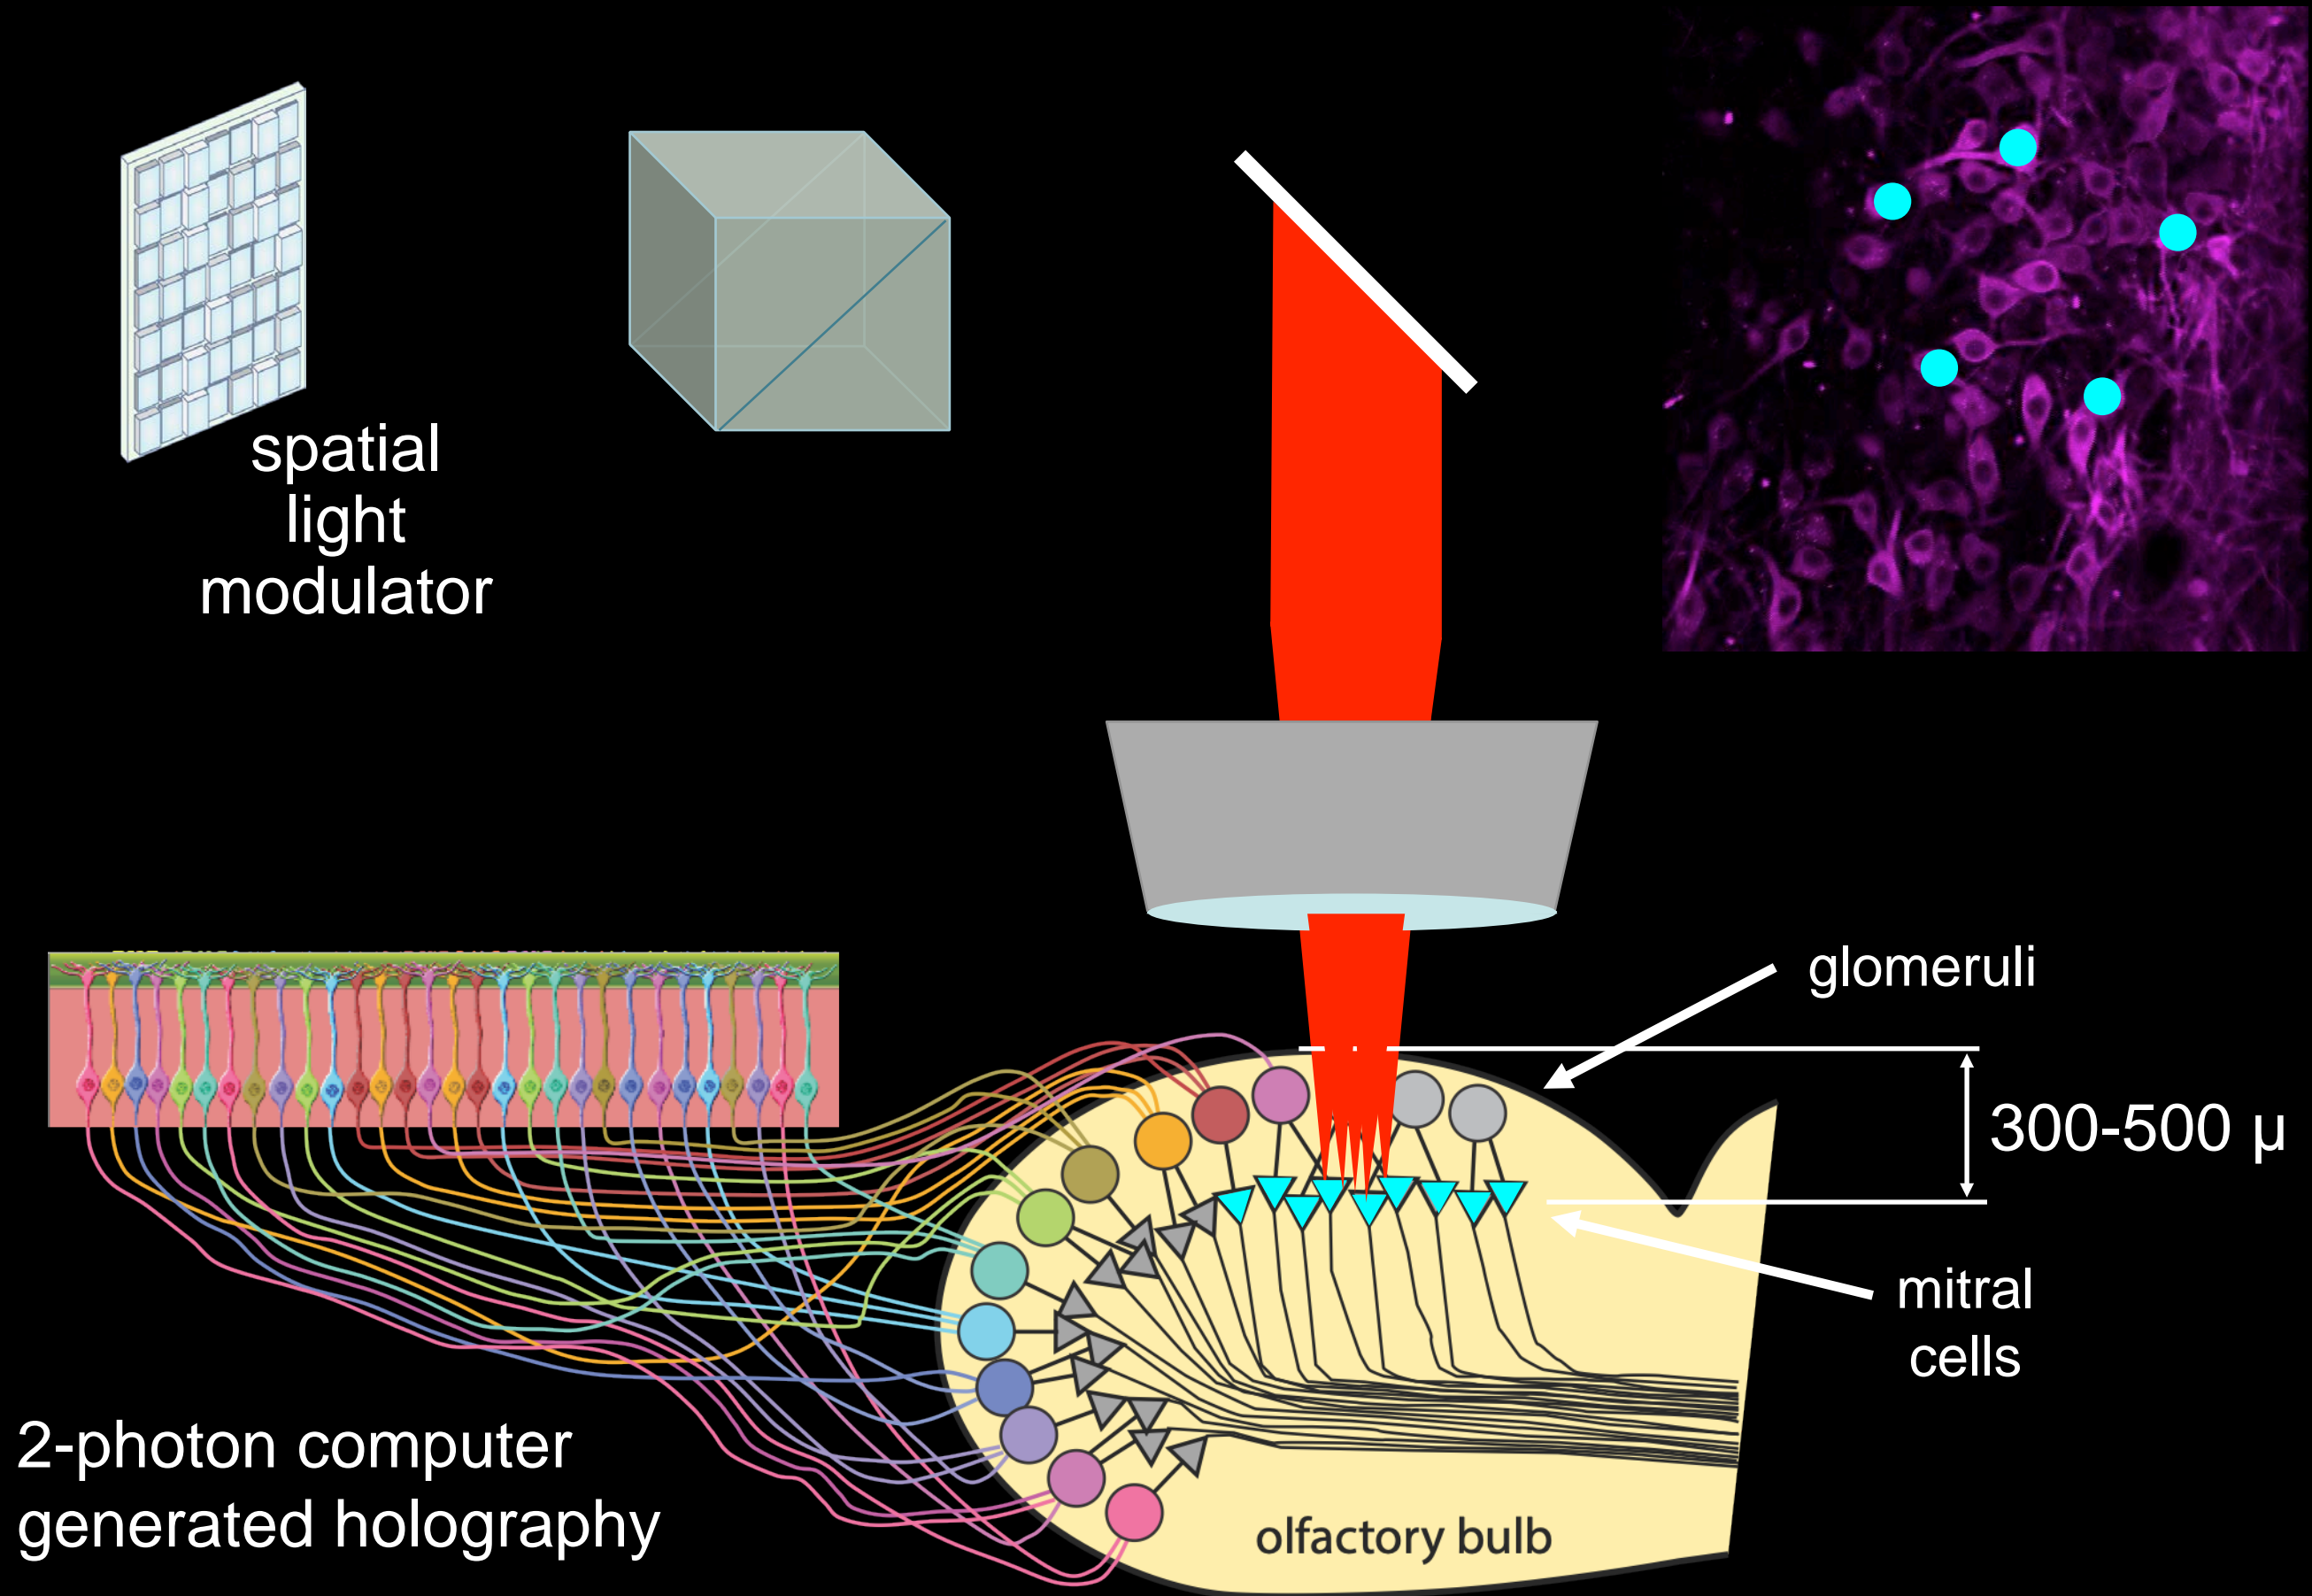 spatial
light
modulator
glomeruli
300-500 μ
mitral
cells
2-photon computer
generated holography
olfactory bulb